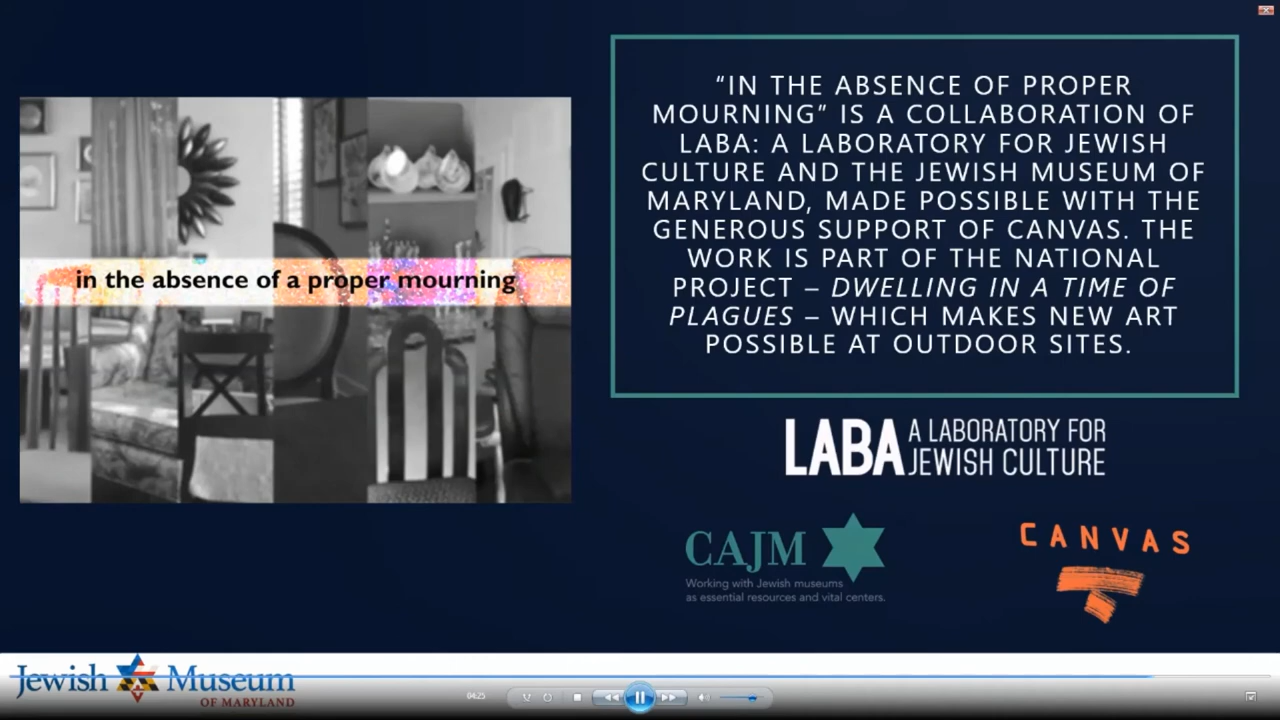 in the absence of a proper mourning
“IN THE ABSENCE OF PROPER
MOURNING” IS A COLLABORATION OF
LABA: A LABORATORY FOR JEWISH
CULTURE AND THE JEWISH MUSEUM OF
MARYLAND, MADE POSSIBLE WITH THE
GENEROUS SUPPORT OF CANVAS. THE
WORK IS PART OF THE NATIONAL
PROJECT – DWELLING IN A TIME OF
PLAGUES – WHICH MAKES NEW ART
POSSIBLE AT OUTDOOR SITES.
LABA A LABORATORY FOR
JEWISH CULTURE
CAJM
Working with Jewish museums
as essential resources and vital centers.
CANVAS
Jewish Museum
OF MARYLAND
04:25